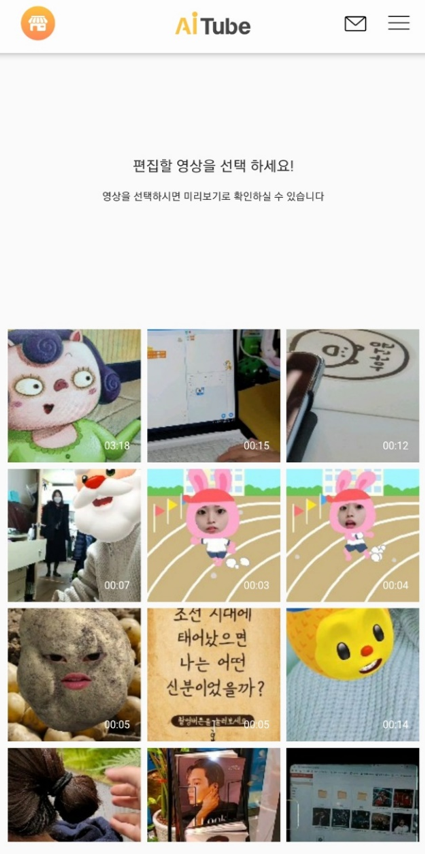 AiTube
편집할 영상을 선택 하세요!
영상을 선택하시면 미리보기로 확인하실 수 있습니다
03:18
00:15
00:12
00:07
00:03
00:04
00:05
조선 시대에
태어났으면
나는 어떤
신분이었을까?
00:05
00:14
Look